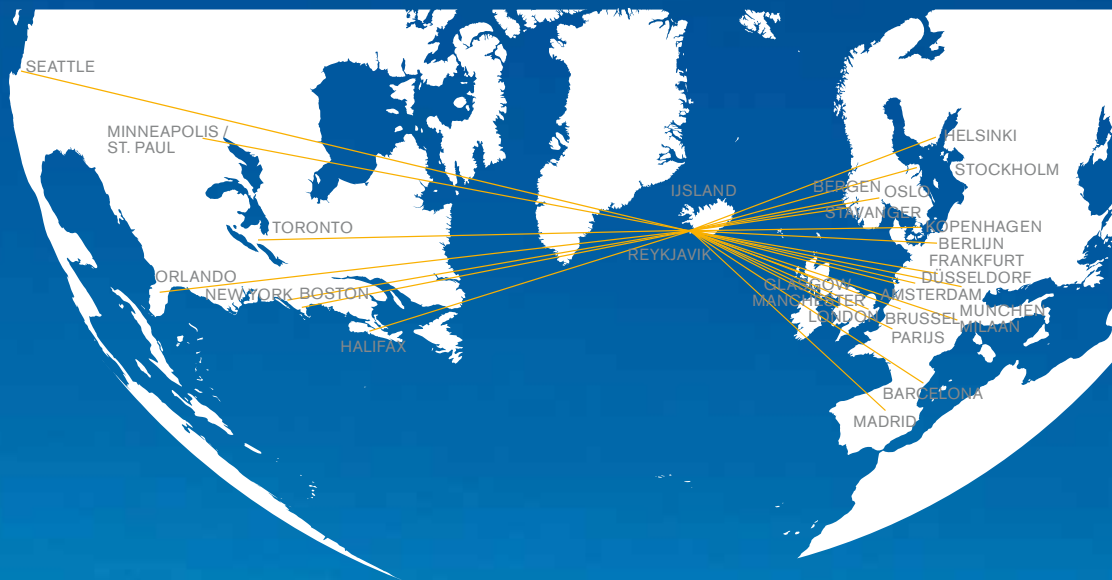 SEATTLE
MINNEAPOLIS /
ST. PAUL
TORONTO
ORLANDO
NEW YORK
BOSTON
HALIFAX
IJSLAND
REYKJAVIK
HELSINKI
STOCKHOLM
BERGEN
OSLO
STAVANGER
KOPENHAGEN
BERLIJN
FRANKFURT
DÜSSELDORF
GLASGOW
AMSTERDAM
MANCHESTER
MÜNCHEN
LONDON
BRUSSEL
MILAAN
PARIJS
BARCELONA
MADRID